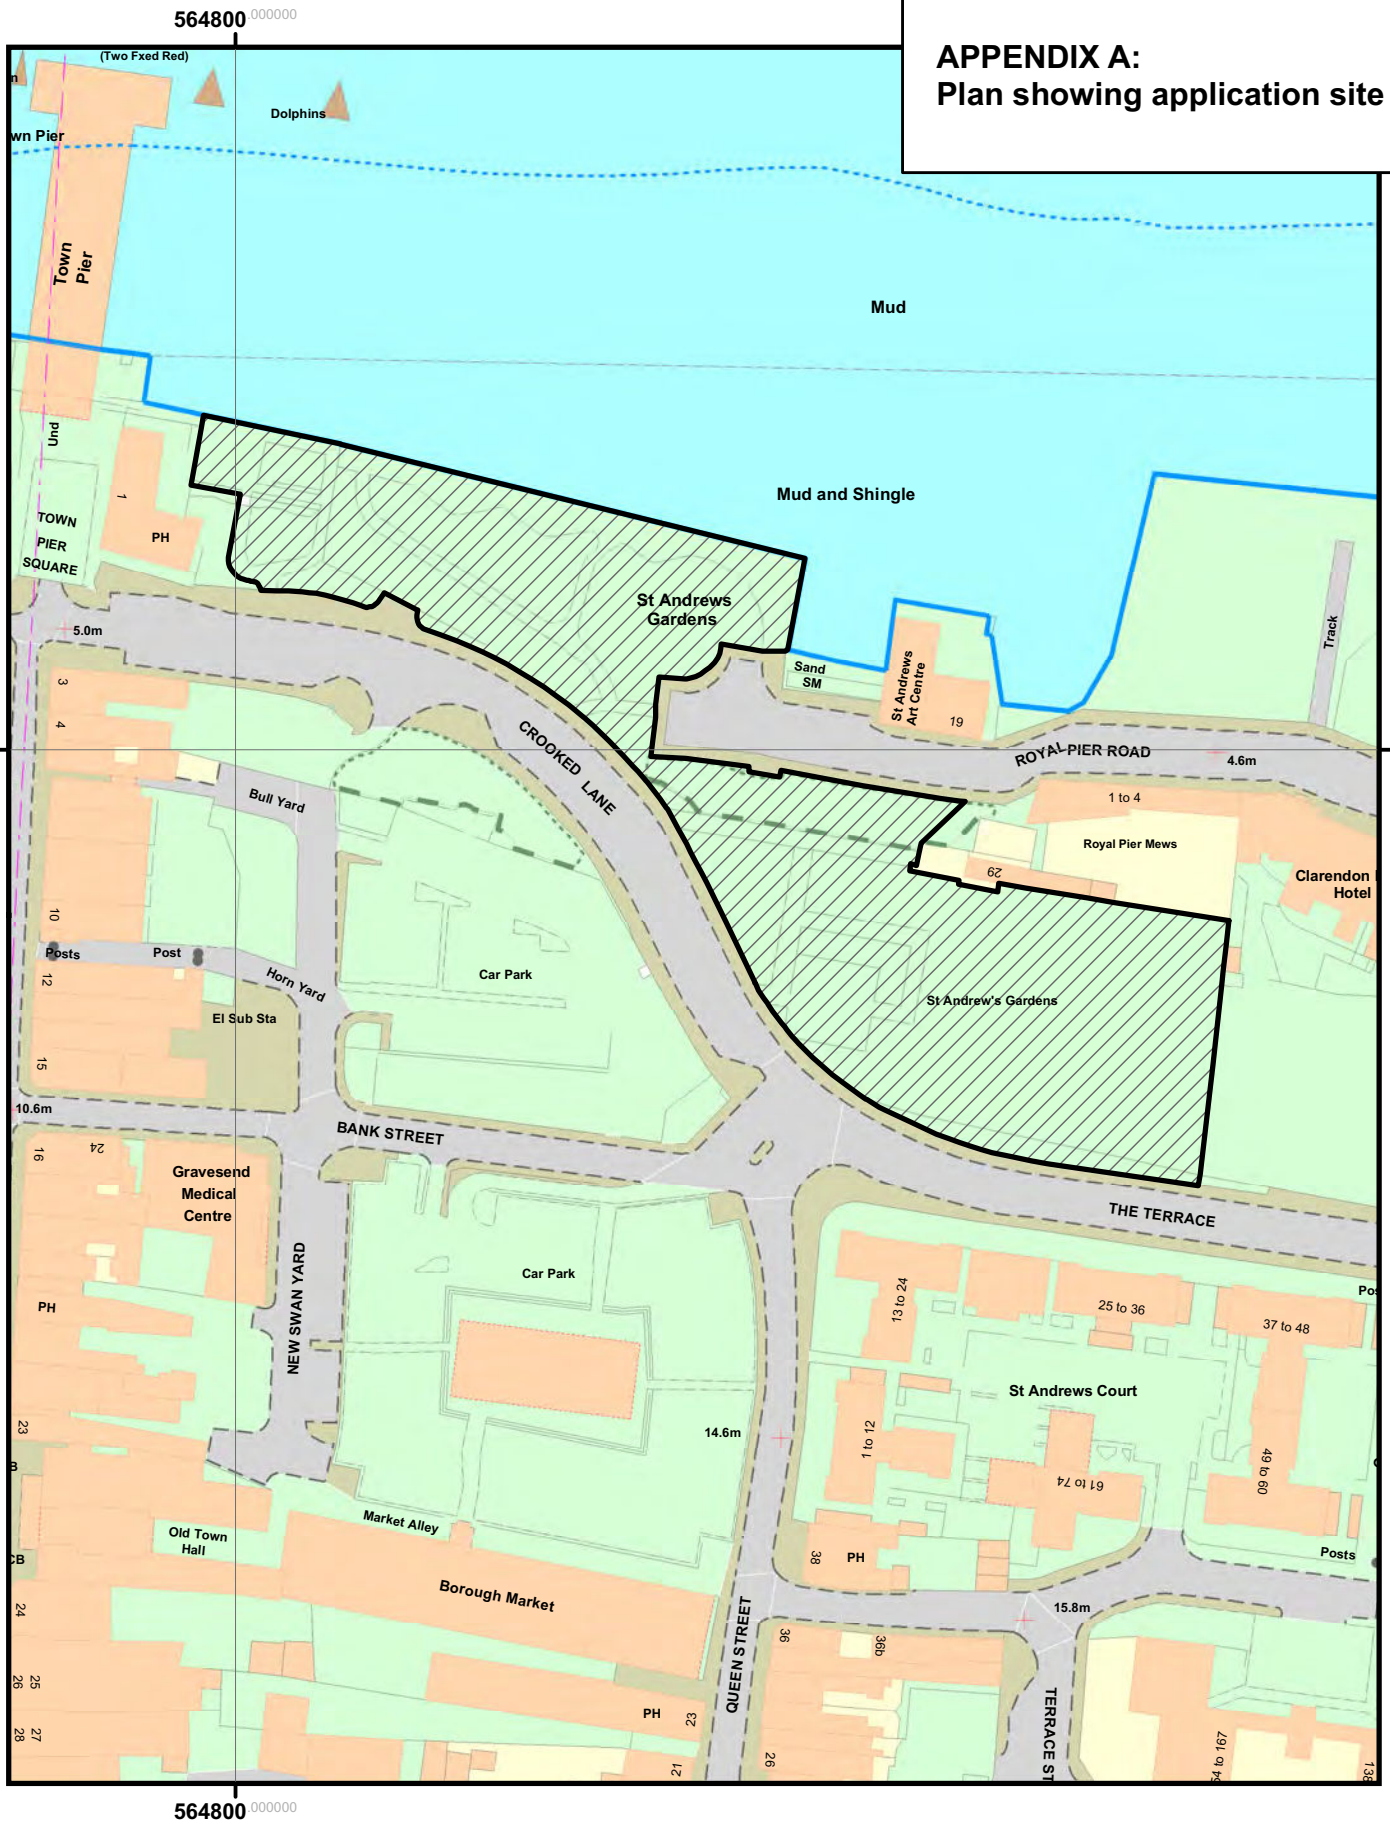 564800.000000
APPENDIX A:
Plan showing application site
(Two Fxed Red)
Dolphins
wn Pier
Town
Pier
Mud
Und
Mud and Shingle
1
PH
TOWN
PIER
SQUARE
St Andrews
Gardens
5.0m
Sand
SM
St Andrews
Art Centre
19
Track
3
4
CROOKED LANE
ROYAL PIER ROAD
4.6m
Bull Yard
1 to 4
Royal Pier Mews
29
Clarendon
Hotel
10
Posts
Post
12
Horn Yard
Car Park
St Andrew's Gardens
El Sub Sta
15
10.6m
BANK STREET
16
24
Gravesend
Medical
Centre
THE TERRACE
NEW SWAN YARD
Car Park
PH
13 to 24
25 to 36
37 to 48
Pos
St Andrews Court
23
14.6m
1 to 12
61 to 74
49 to 60
B
Market Alley
Old Town
Hall
CB
38
PH
Posts
Borough Market
24
15.8m
QUEEN STREET
36
36b
25
26
PH
23
27
28
21
26
TERRACE ST
54 to 167
138
564800.000000